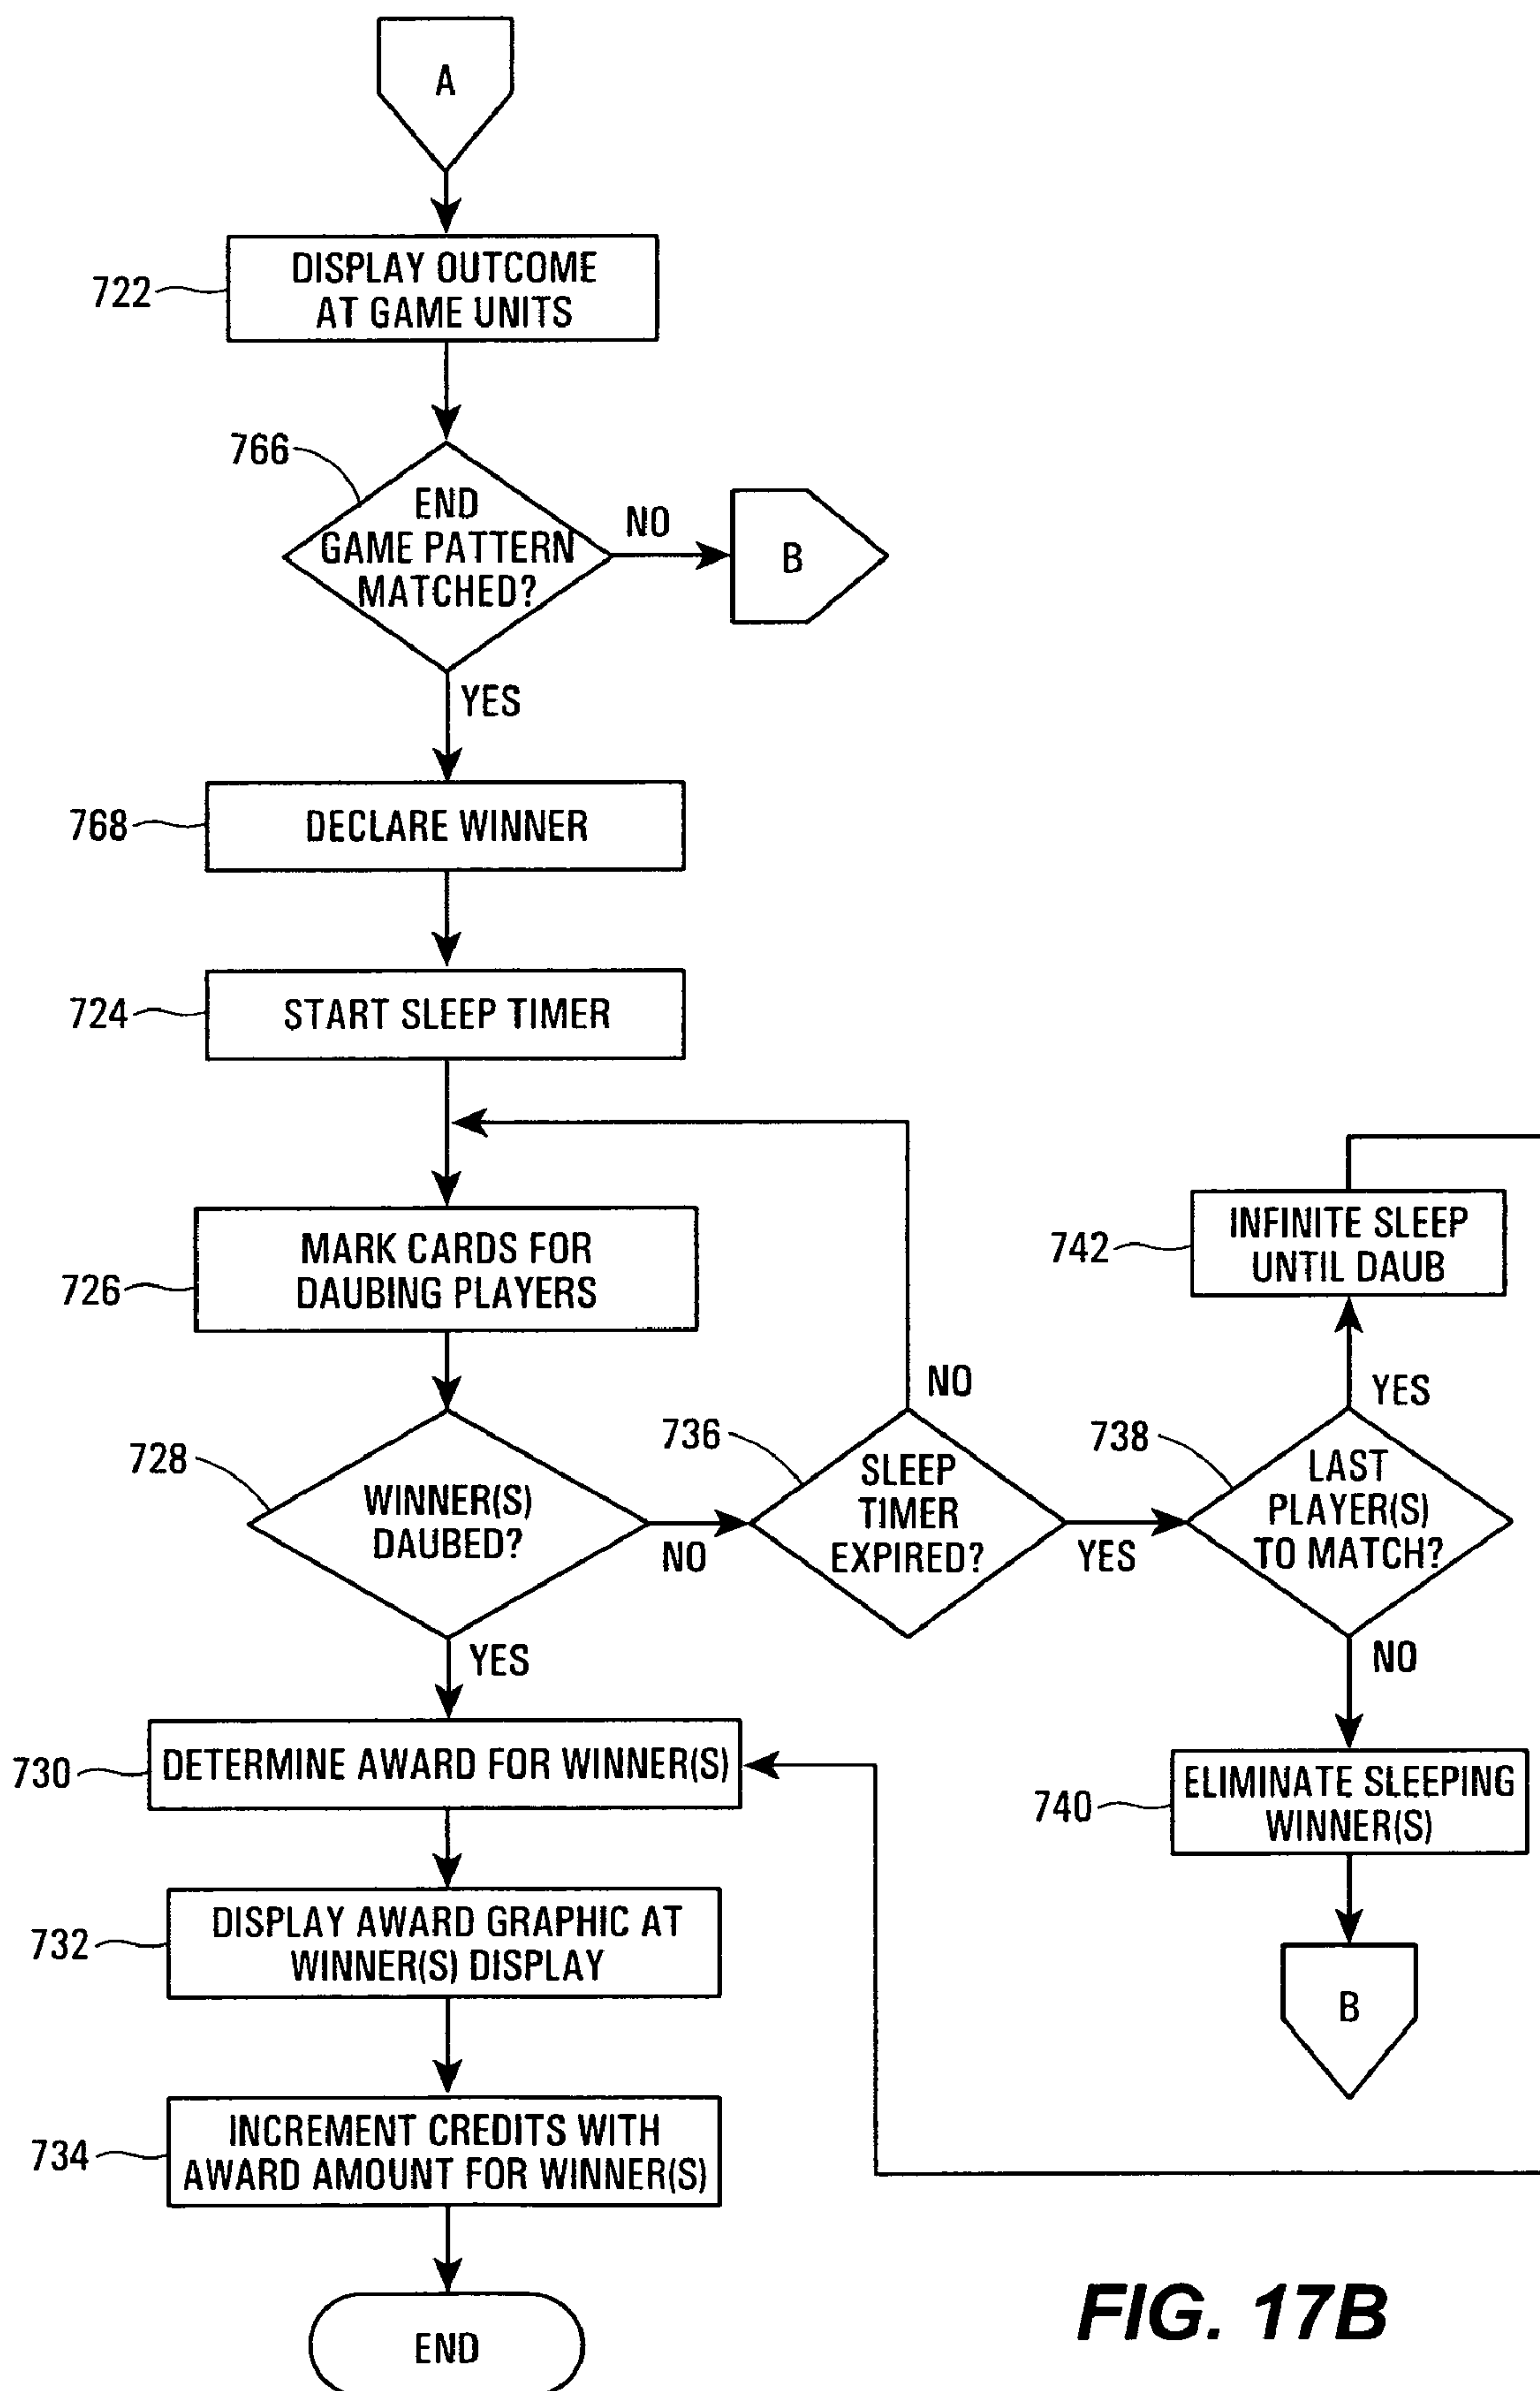 A
722
DISPLAY OUTCOME
AT GAME UNITS
766
END
GAME PATTERN
MATCHED?
NO
B
YES
768
DECLARE WINNER
724
START SLEEP TIMER
726
MARK CARDS FOR
DAUBING PLAYERS
742
INFINITE SLEEP
UNTIL DAUB
728
WINNER(S)
DAUBED?
NO
736
SLEEP
TIMER
EXPIRED?
NO
YES
738
LAST
PLAYER(S)
TO MATCH?
YES
NO
YES
730
DETERMINE AWARD FOR WINNER(S)
740
ELIMINATE SLEEPING
WINNER(S)
B
732
DISPLAY AWARD GRAPHIC AT
WINNER(S) DISPLAY
734
INCREMENT CREDITS WITH
AWARD AMOUNT FOR WINNER(S)
END
FIG. 17B